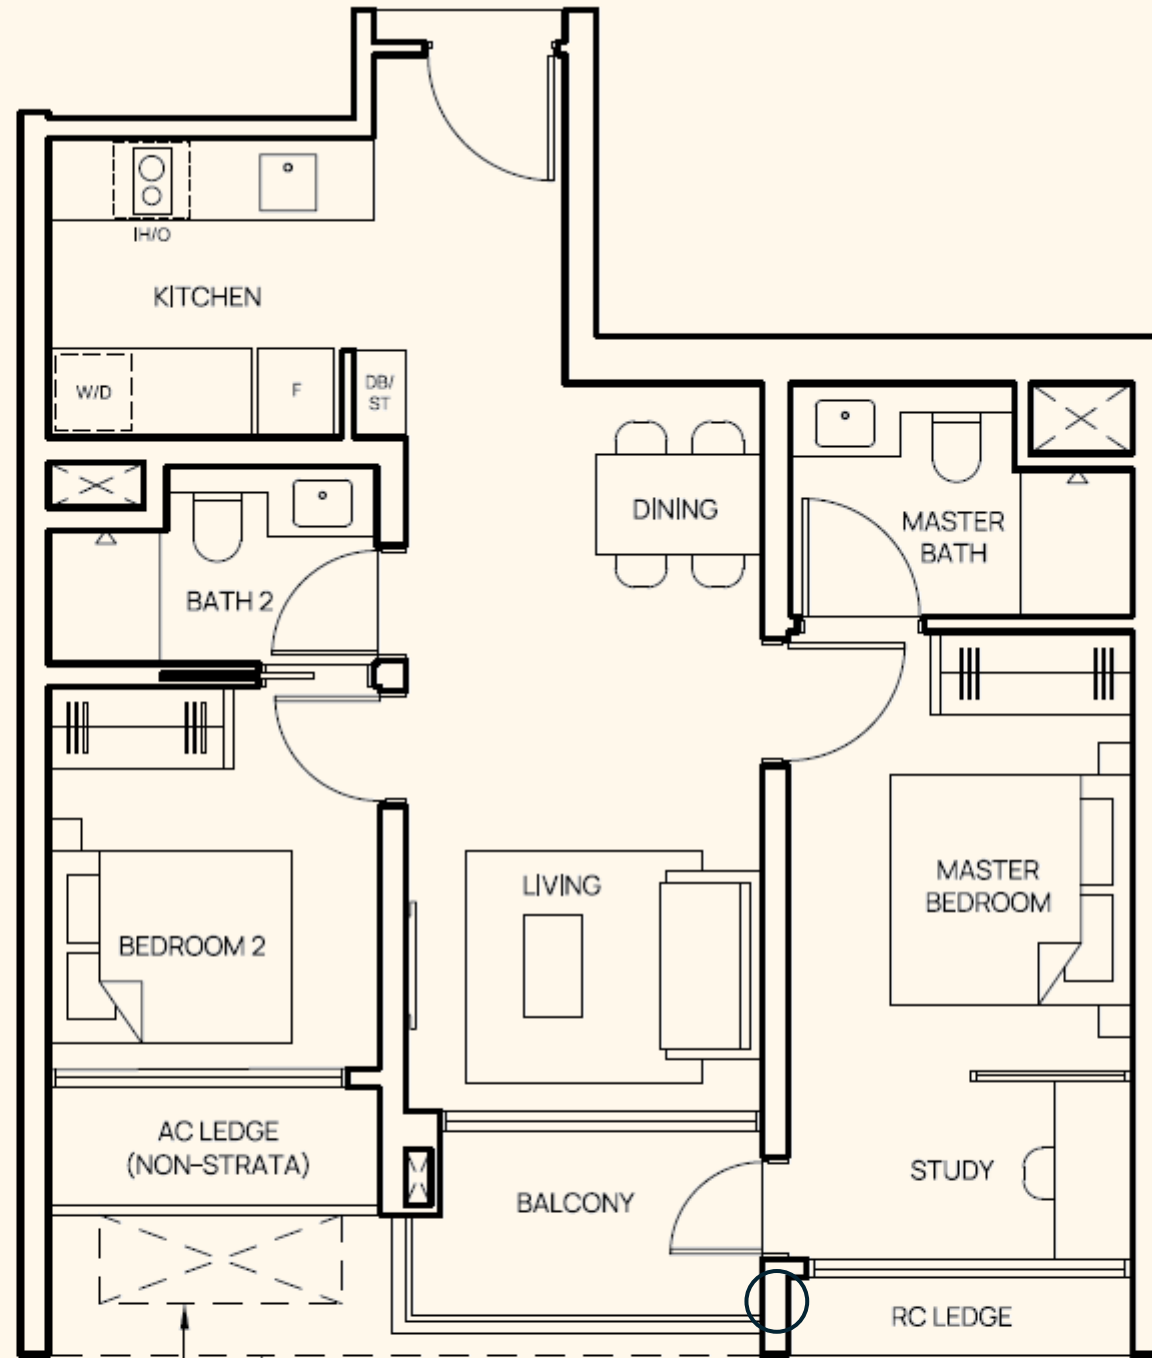 IH/O
KITCHEN
W/D
F
DB/
ST
DINING
MASTER
BATH
BATH 2
LIVING
MASTER
BEDROOM
BEDROOM 2
AC LEDGE
(NON-STRATA)
STUDY
BALCONY
RC LEDGE